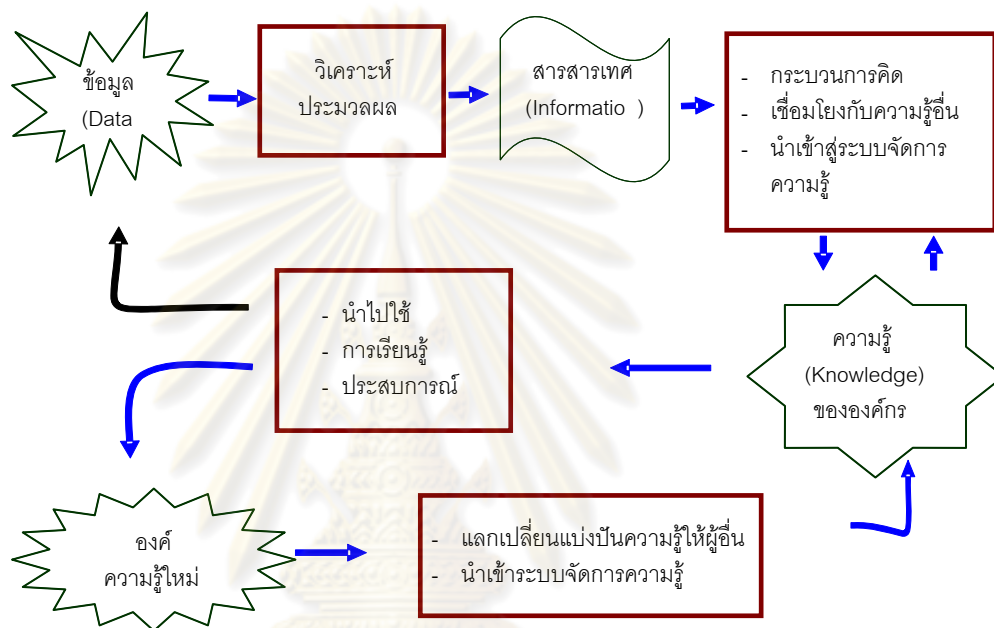 ข้อมูล
(Data
วิเคราะห์
ประมวลผล
สารสารเทศ
(Informatio )
- กระบวนการคิด
เชื่อมโยงกับความรู้อื่น
- นำเข้าสู่ระบบจัดการ
ความรู้
- นำไปใช้
- การเรียนรู้
- ประสบการณ์
ความรู้
(Knowledge)
ขององค์กร
องค์
ความรู้ใหม่
- แลกเปลี่ยนแบ่งปันความรู้ให้ผู้อื่น
- นำเข้าระบบจัดการความรู้